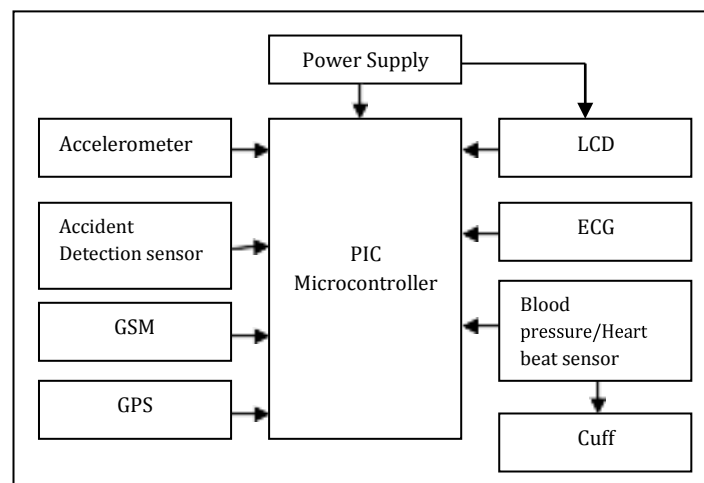 Power Supply
Accelerometer
Accident
Detection sensor
GSM
GPS
PIC
Microcontroller
LCD
ECG
Blood
pressure/Heart
beat sensor
Cuff